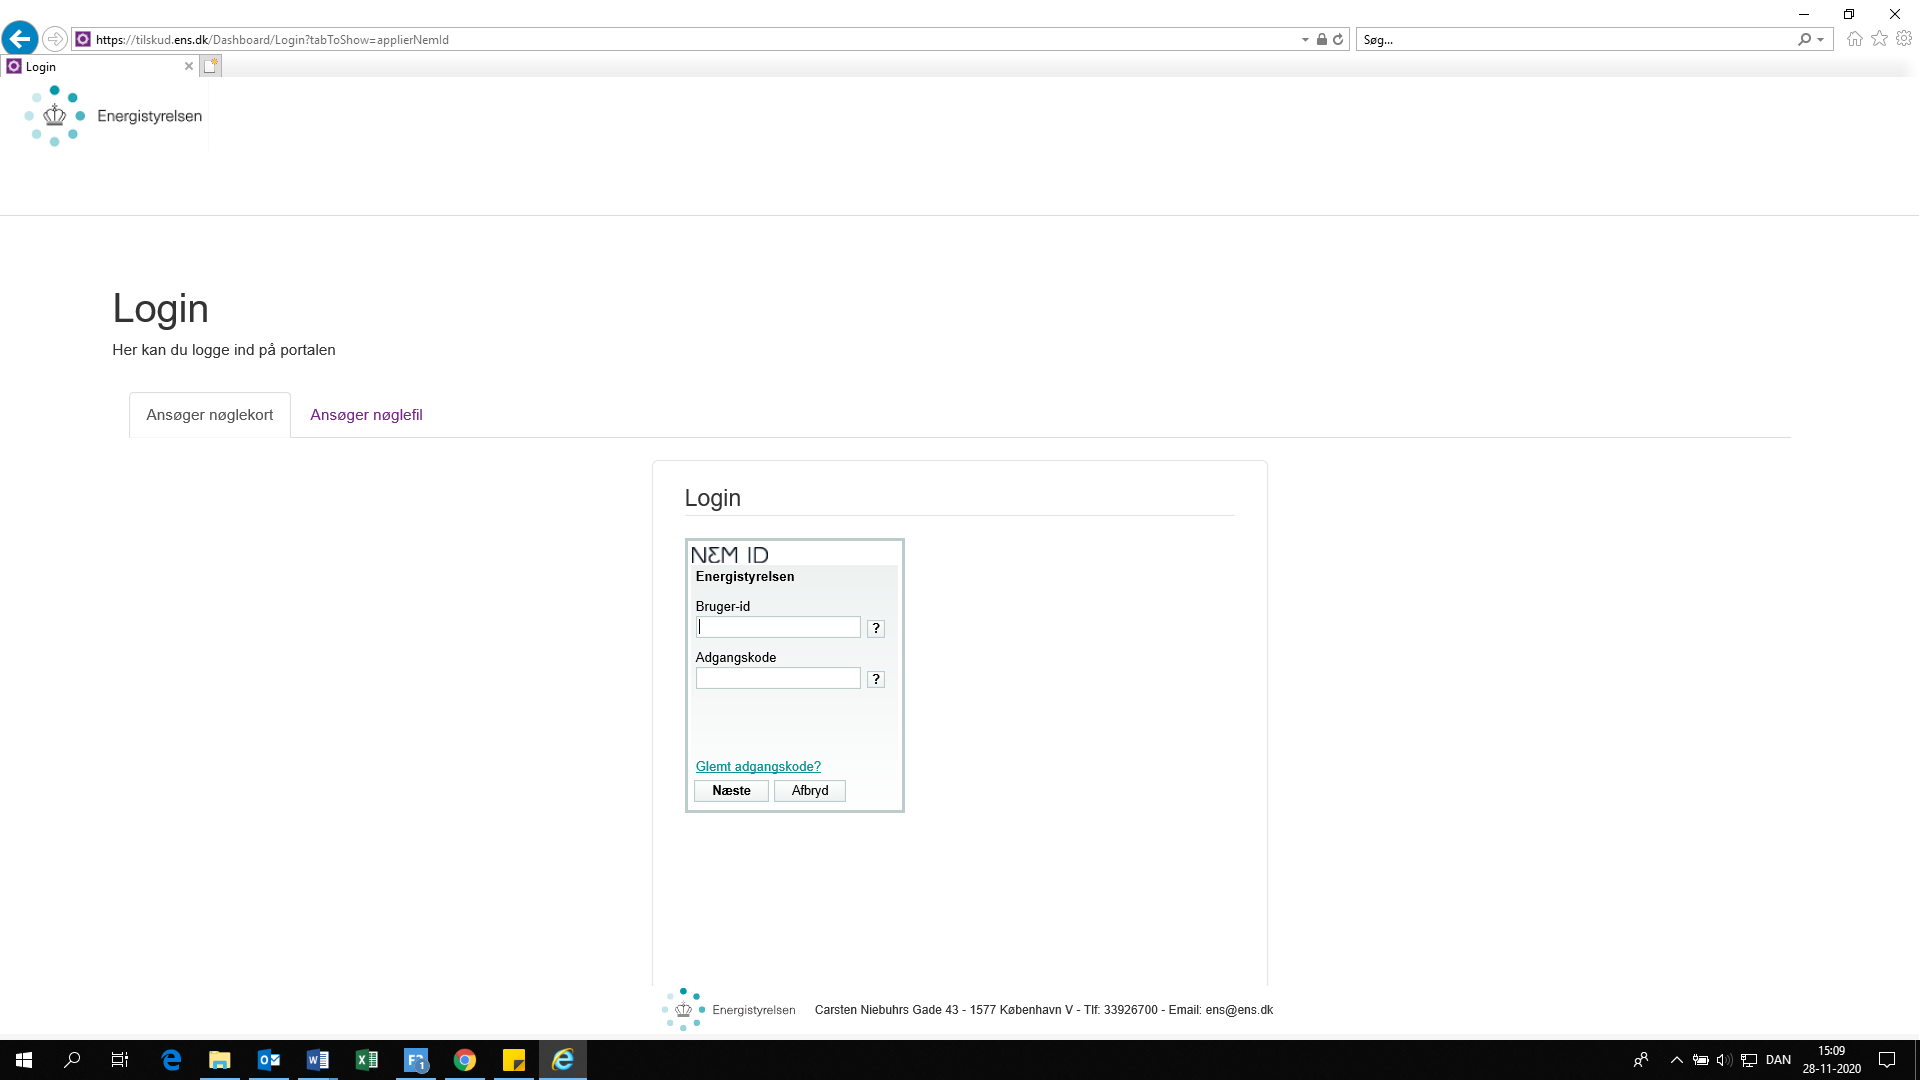 https://tilskud.ens.dk/Dashboard/Login?tabToShow=applierNemId
Søg...
Login
Energistyrelsen
Login
Her kan du logge ind på portalen
Ansøger nøglekort
Ansøger nøglefil
Login
NEM ID
Energistyrelsen
Bruger-id
?
Adgangskode
?
Glemt adgangskode?
Næste
Afbryd
Energistyrelsen
Carsten Niebuhrs Gade 43 - 1577 København V - Tlf: 33926700 - Email: ens@ens.dk
DAN
15:09
28-11-2020